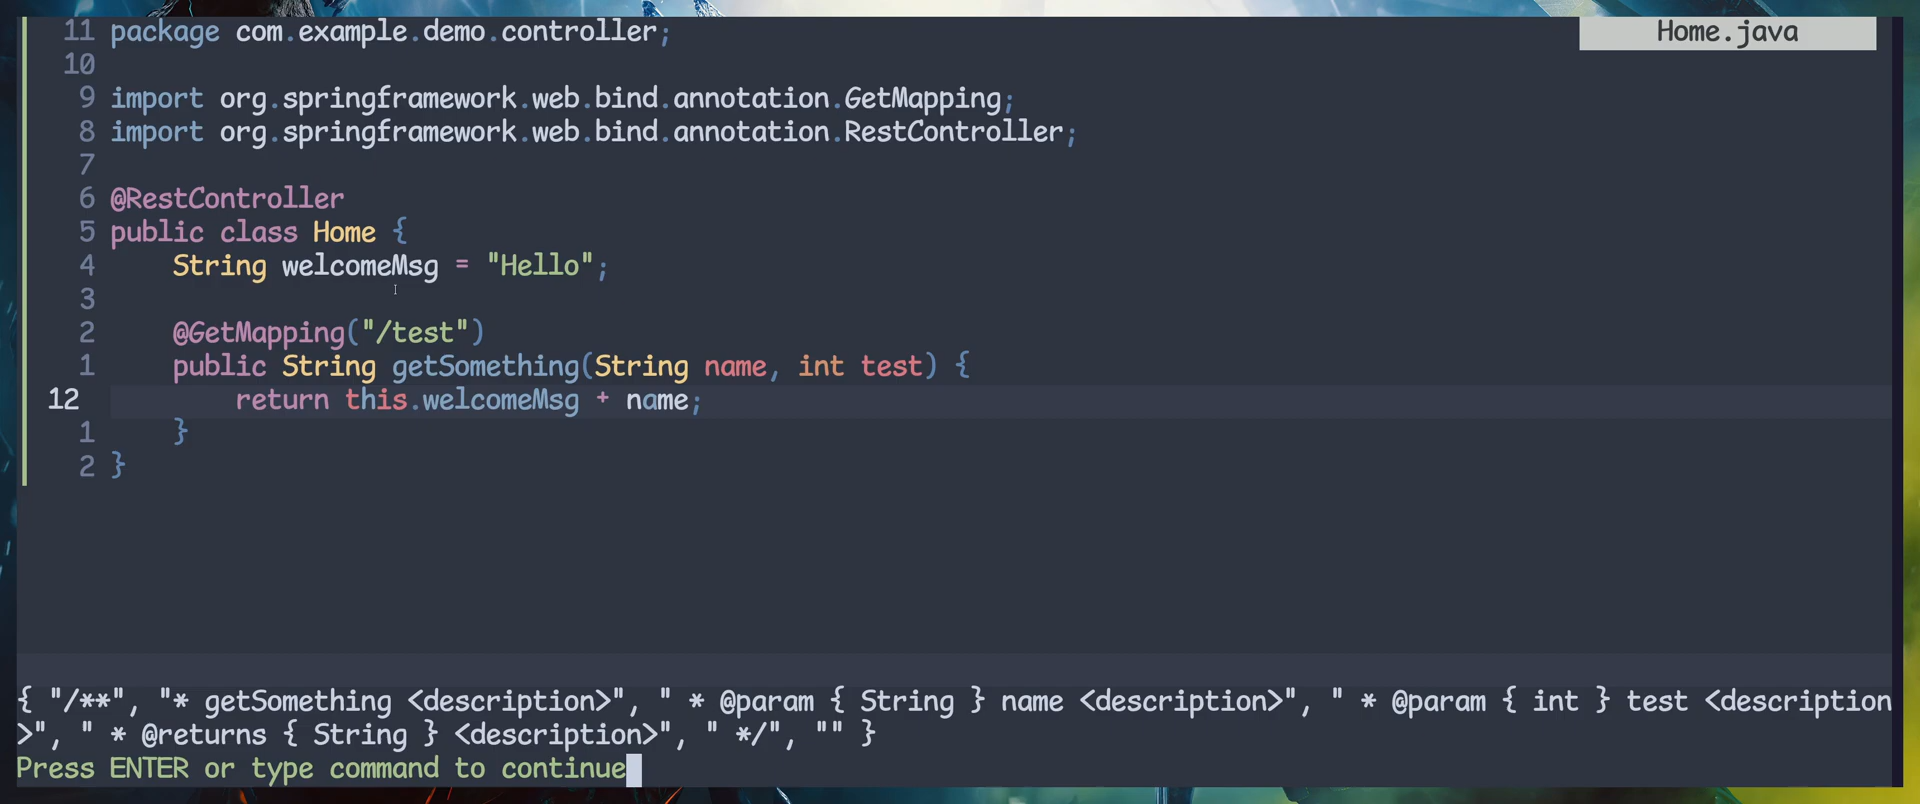 11 package com.example.demo.controller;
Home.java
10
9 import org.springframework.web.bind.annotation.GetMapping;
8 import org.springframework.web.bind.annotation.RestController;
7
6 @RestController
5 public class Home {
4     String welcomeMsg = "Hello";
3
2     @GetMapping("/test")
1     public String getSomething(String name, int test) {
12         return this.welcomeMsg + name;
1     }
2 }
{ "/**", "* getSomething <description>", " * @param { String } name <description>", " * @param { int } test <description
>", " * @returns { String } <description>", " */", "" }
Press ENTER or type command to continue